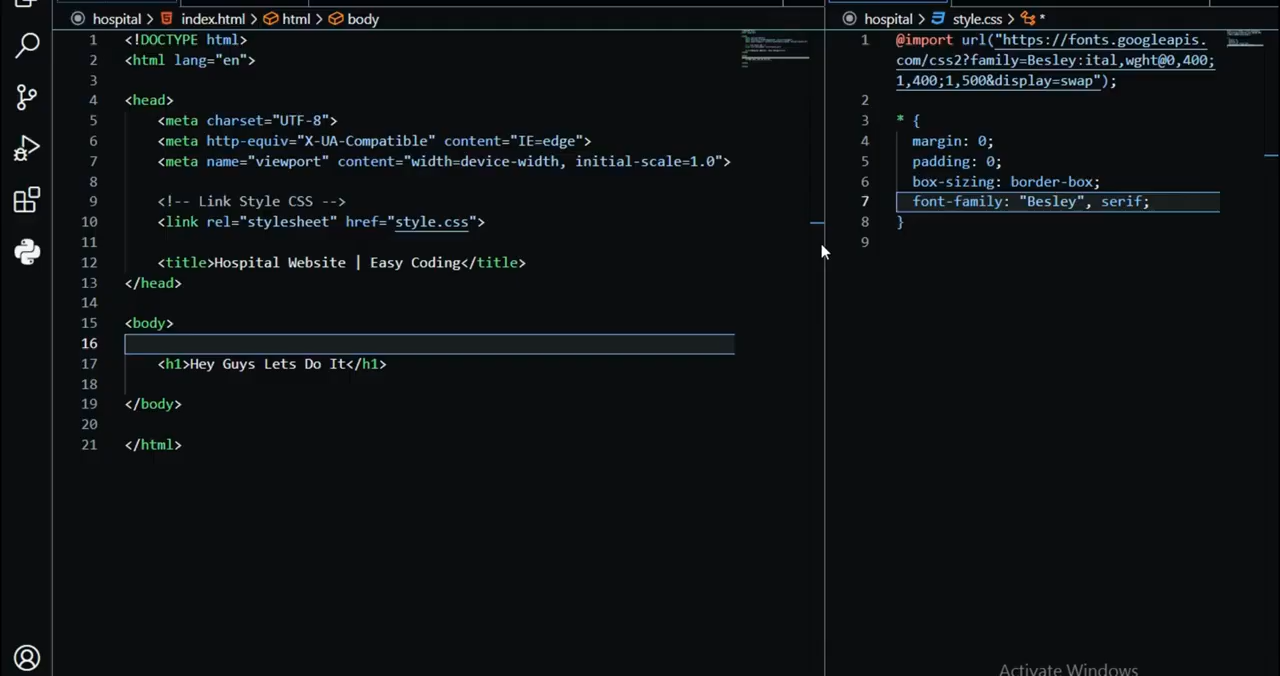 hospital > index.html > html > body
1 <!DOCTYPE html>
2 <html lang="en">
3
4 <head>
5 <meta charset="UTF-8">
6 <meta http-equiv="X-UA-Compatible" content="IE=edge">
7 <meta name="viewport" content="width=device-width, initial-scale=1.0">
8
9 <!-- Link Style CSS -->
10 <link rel="stylesheet" href="style.css">
11
12 <title>Hospital Website | Easy Coding</title>
13 </head>
14
15 <body>
16
17 <h1>Hey Guys Lets Do It</h1>
18
19 </body>
20
21 </html>
hospital > style.css > *
1 @import url("https://fonts.googleapis.
com/css2?family=Besley:ital,wght@0,400;
1,400;1,500&display=swap");
2
3 * {
4 margin: 0;
5 padding: 0;
6 box-sizing: border-box;
7 font-family: "Besley", serif;
8 }
9
Activate Windows